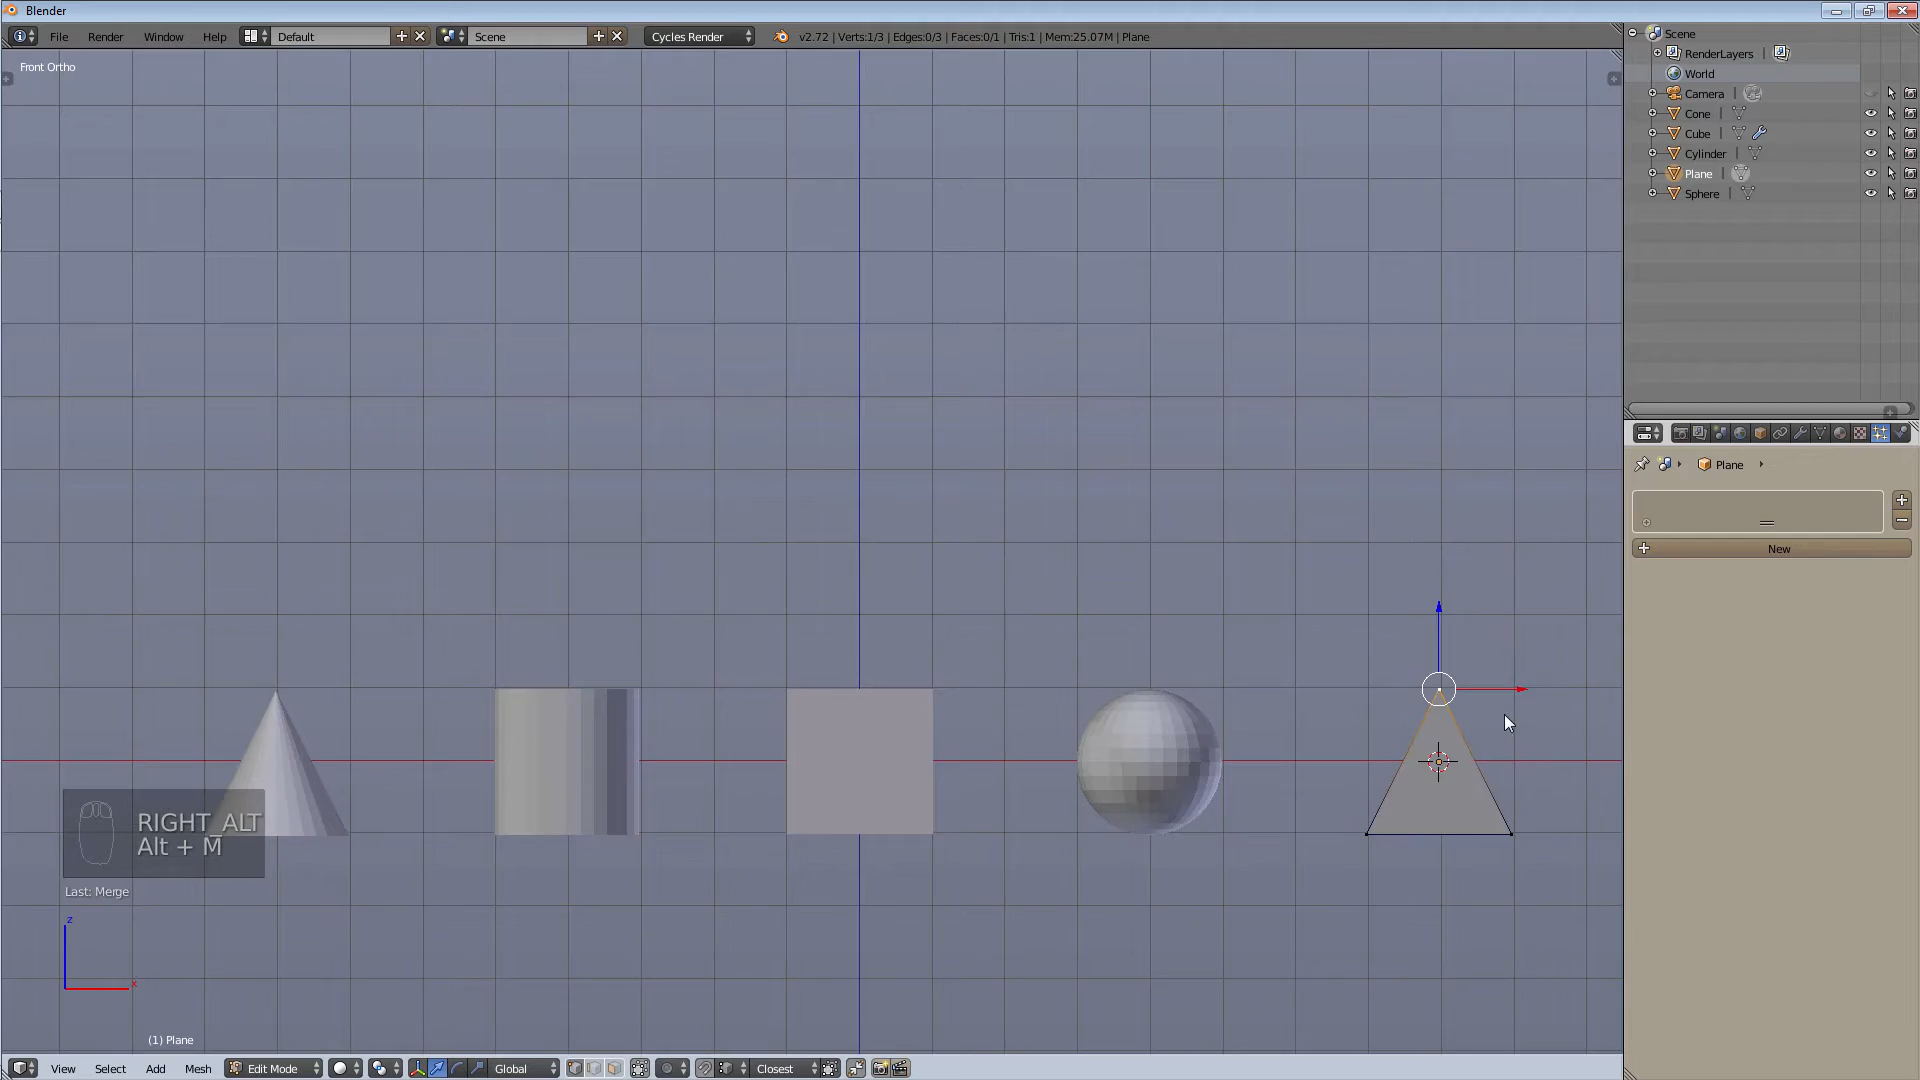 Blender
File Render Window Help Default Scene Cycles Render v2.72 | Verts:1/3 | Edges:0/3 | Faces:0/1 | Tris:1 | Mem:25.07M | Plane
Front Ortho
Scene
RenderLayers
World
Camera
Cone
Cube
Cylinder
Plane
Sphere
Plane
New
RIGHT_ALT
Alt + M
Last: Merge
z
x
(1) Plane
View Select Add Mesh Edit Mode Global Closest